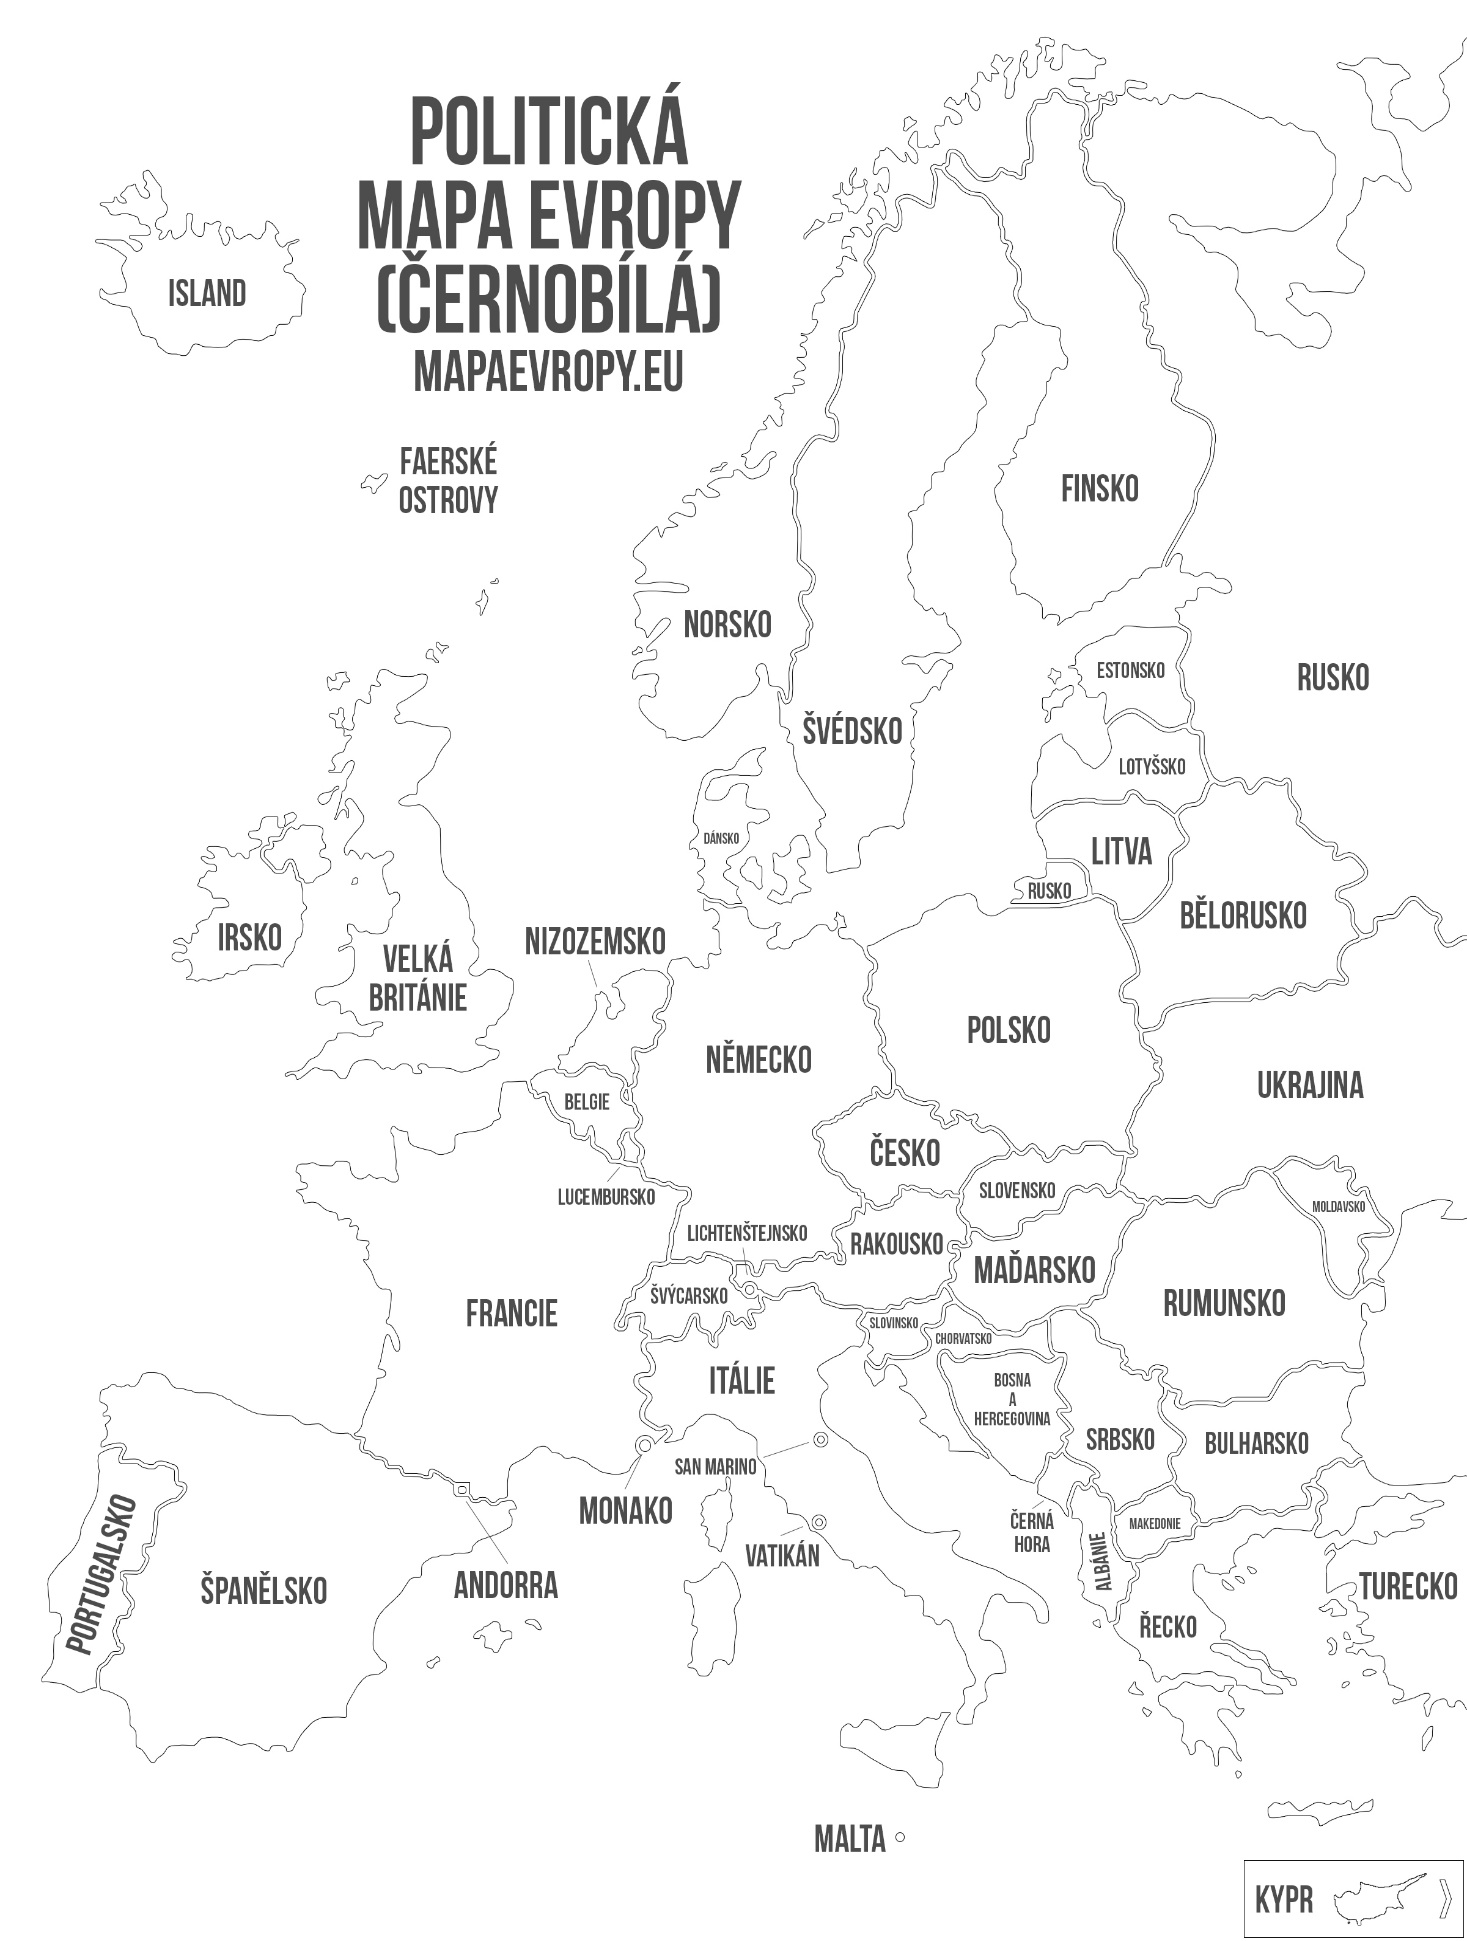 POLITICKÁ
MAPA EVROPY
(ČERNOBÍLÁ)
MAPAEVROPY.EU
ISLAND
FAERSKÉ
OSTROVY
FINSKO
NORSKO
ESTONSKO
RUSKO
ŠVÉDSKO
LOTYŠSKO
DÁNSKO
LITVA
RUSKO
BĚLORUSKO
IRSKO
VELKÁ
BRITÁNIE
NIZOZEMSKO
POLSKO
NĚMECKO
UKRAJINA
BELGIE
ČESKO
LUCEMBURSKO
SLOVENSKO
MOLDAVSKO
LICHTENŠTEJNSKO
RAKOUSKO
MAĎARSKO
ŠVÝCARSKO
RUMUNSKO
FRANCIE
SLOVINSKO
CHORVATSKO
ITÁLIE
BOSNA
A
HERCEGOVINA
SRBSKO
BULHARSKO
SAN MARINO
MONAKO
ČERNÁ
HORA
MAKEDONIE
VATIKÁN
ALBÁNIE
PORTUGALSKO
ŠPANĚLSKO
ANDORRA
TURECKO
ŘECKO
MALTA
KYPR